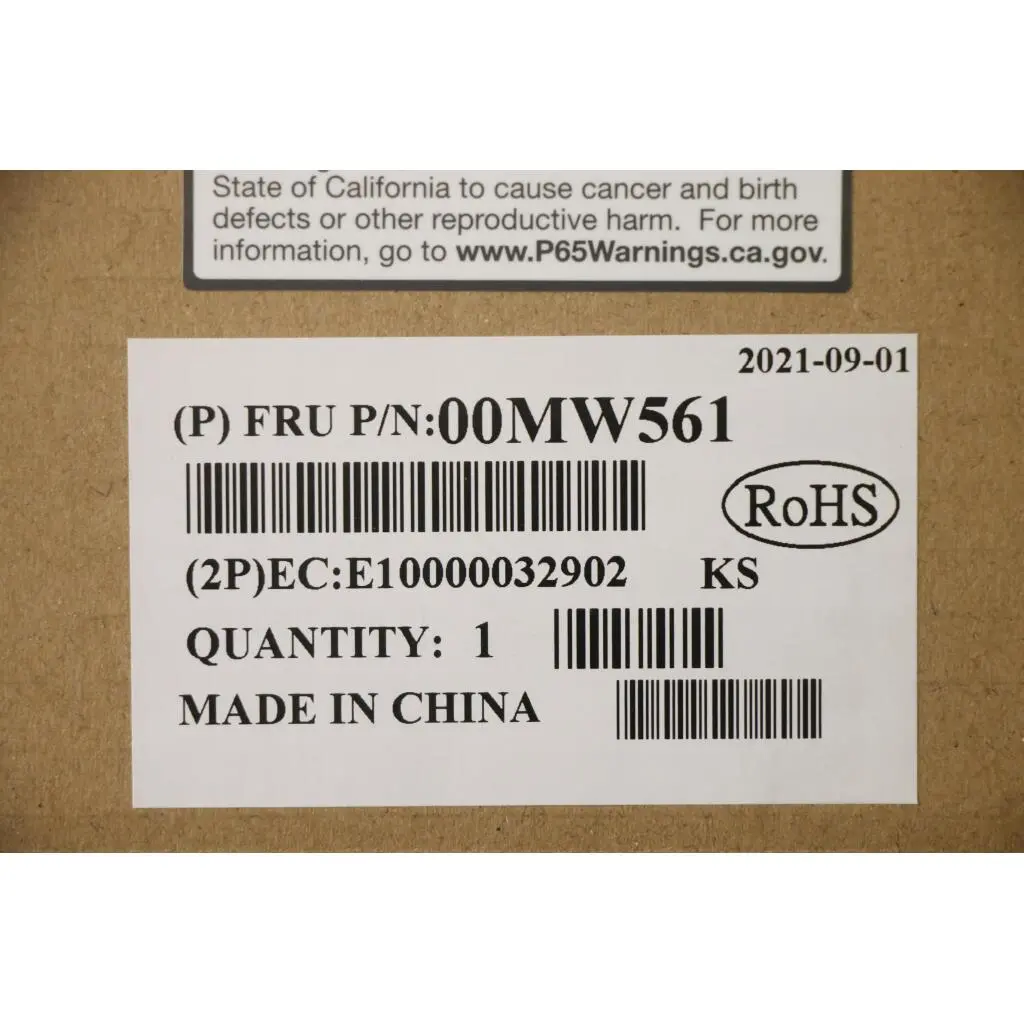 State of California to cause cancer and birth
defects or other reproductive harm. For more
information, go to www.P65Warnings.ca.gov.
2021-09-01
(P) FRU P/N:00MW561
RoHS
(2P)EC:E10000032902 KS
QUANTITY: 1
MADE IN CHINA